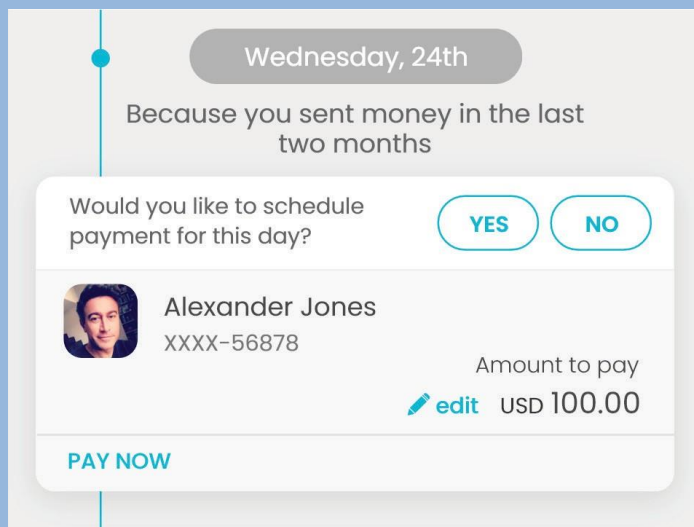 Wednesday, 24th
Because you sent money in the last
two months
Would you like to schedule
payment for this day?
YES
NO
Alexander Jones
XXXX-56878
Amount to pay
edit USD 100.00
PAY NOW